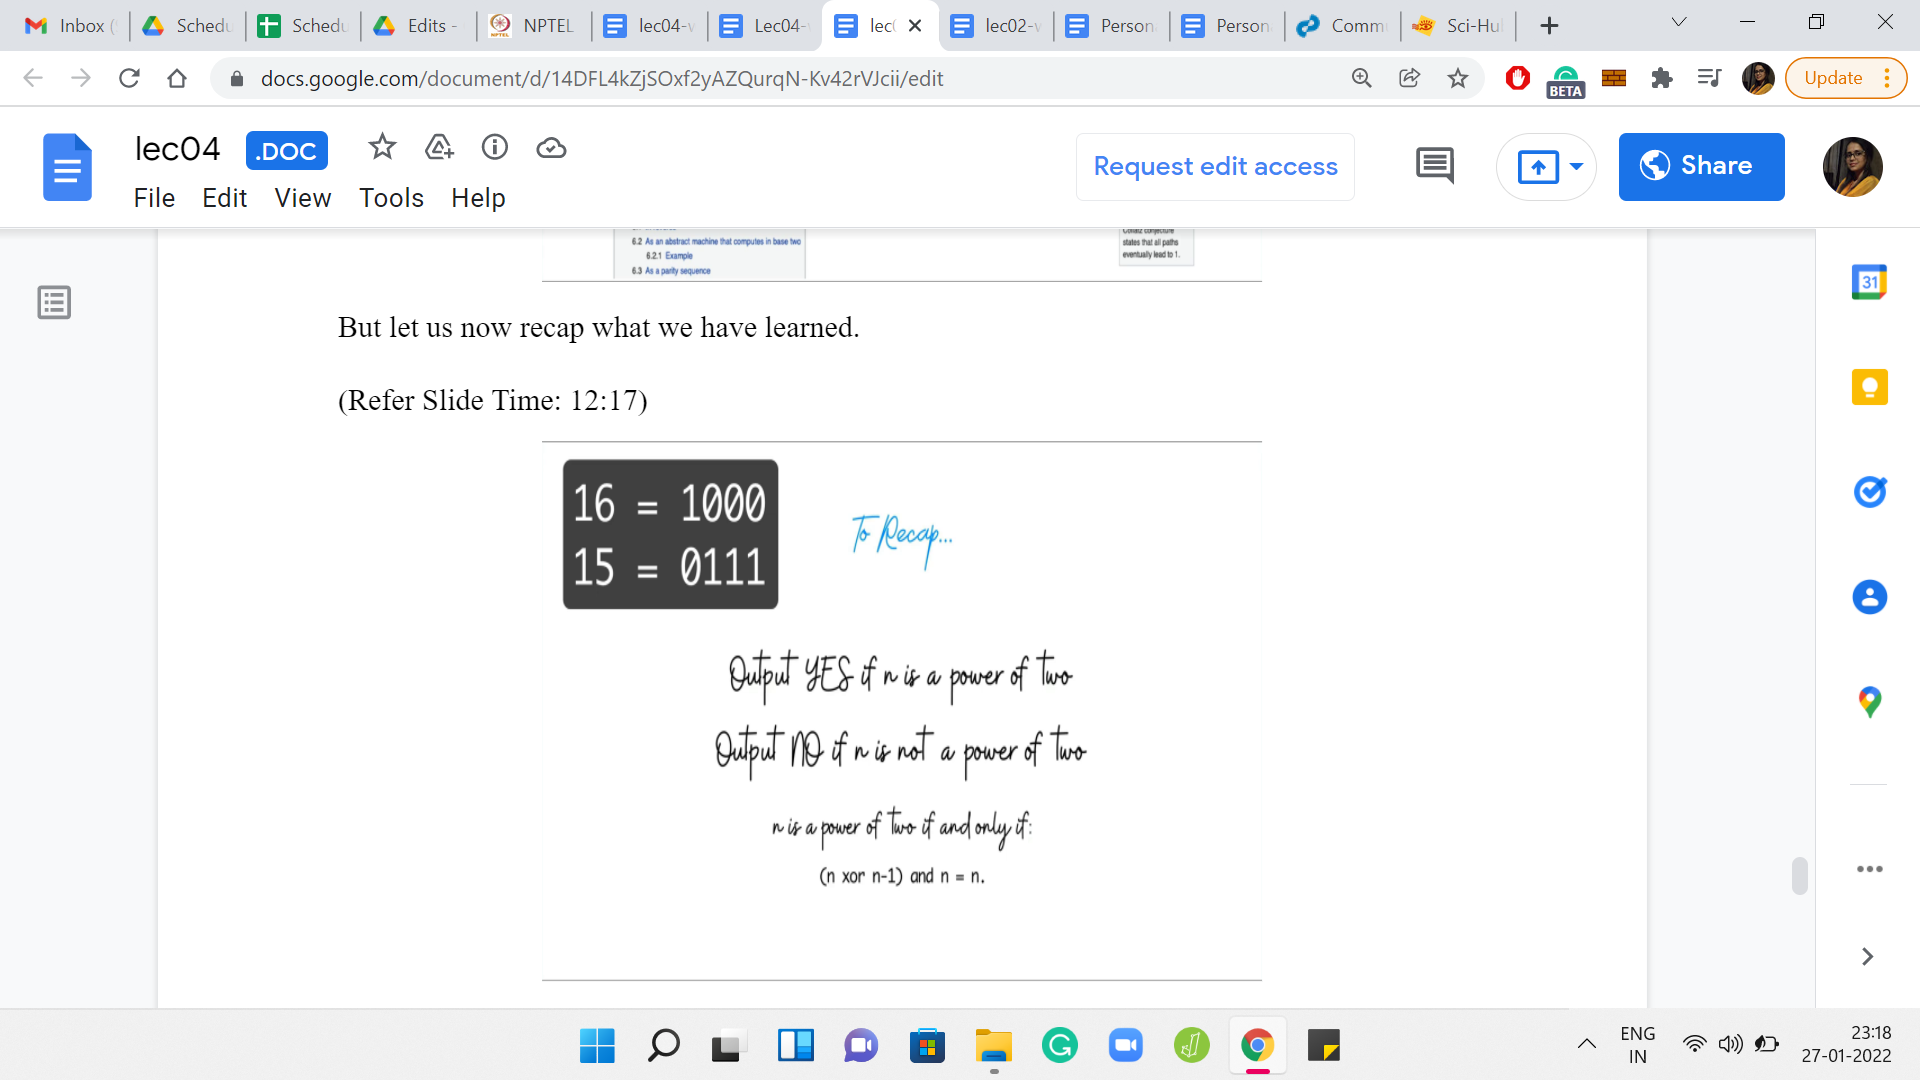 Inbox (
Schedu
Schedu
Edits -
NPTEL
lec04-v
Lec04-
lec
lec02-v
Person
Person
Comm
Sci-Hu
docs.google.com/document/d/14DFL4kZjSOxf2yAZQurqN-Kv42rVJcii/edit
BETA
Update
lec04 .DOC
File Edit View Tools Help
Request edit access
Share
6.2 As an abstract machine that computes in base two
6.2.1 Example
6.3 As a parity sequence
Collatz conjecture
states that all paths
eventually lead to 1.
But let us now recap what we have learned.
(Refer Slide Time: 12:17)
16 = 1000
15 = 0111
To Recap...
Output YES if n is a power of two
Output NO if n is not a power of two
n is a power of two if and only if:
(n xor n-1) and n = n.
31
ENG
IN
23:18
27-01-2022